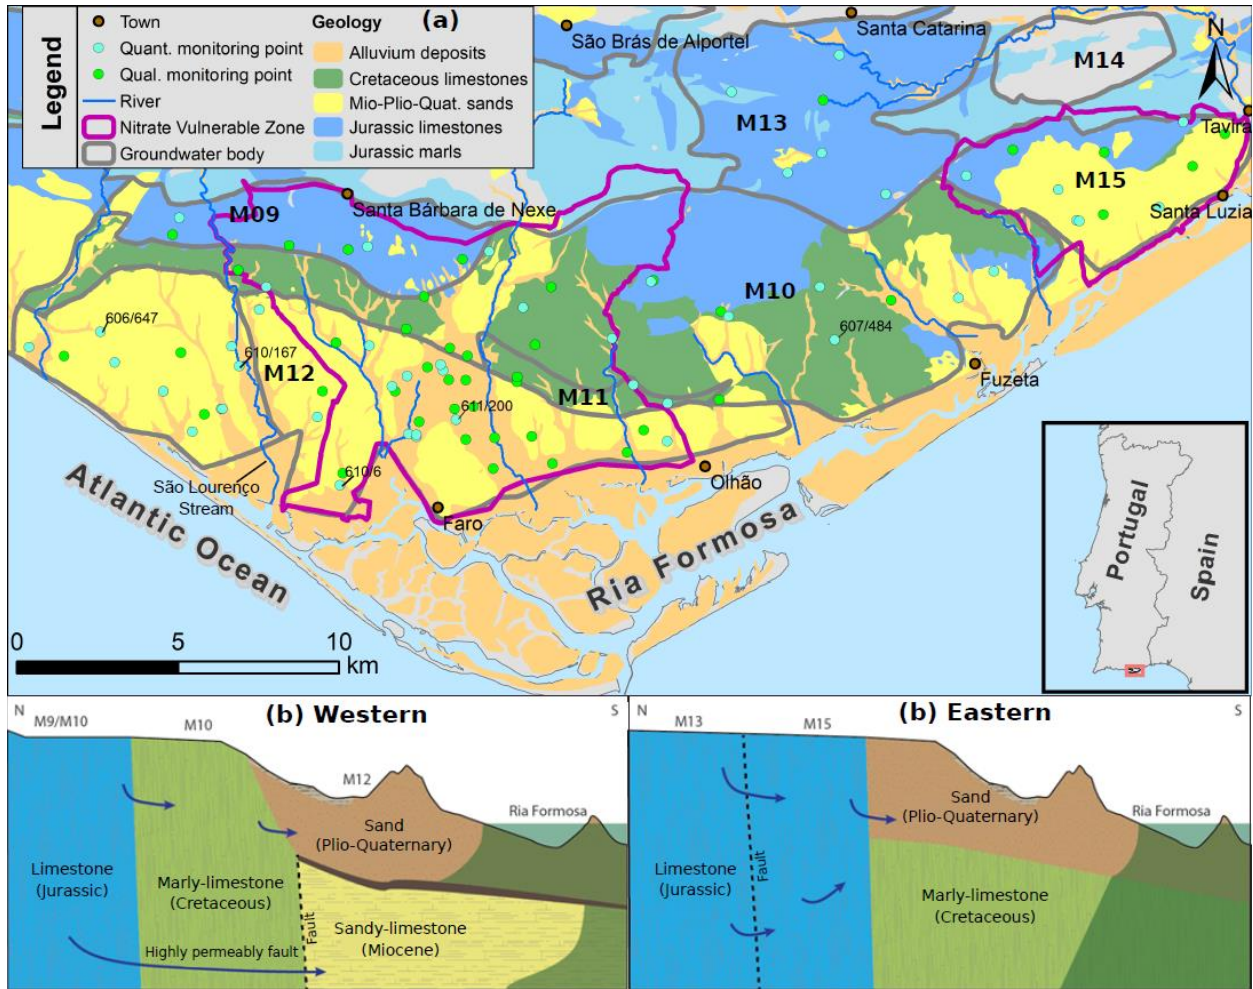 Legend
Town
Quant. monitoring point
Qual. monitoring point
River
Nitrate Vulnerable Zone
Groundwater body
Geology
(a)
Alluvium deposits
Cretaceous limestones
Mio-Plio-Quat. sands
Jurassic limestones
Jurassic marls
São Brás de Alportel
Santa Catarina
M14
N
M13
Tavira
M15
Santa Luzia
M09
Santa Bárbara de Nexe
M10
606/647
607/484
610/167
M12
Fuzeta
M11
611/200
610/6
Olhão
São Lourenço
Stream
Faro
Atlantic Ocean
Ria Formosa
Portugal
Spain
0
5
10
km
N
M9/M10
M10
(b) Western
S
M12
Ria Formosa
Sand
(Plio-Quaternary)
Limestone
(Jurassic)
Marly-limestone
(Cretaceous)
Fault
Sandy-limestone
(Miocene)
Highly permeably fault
N
M13
M15
(b) Eastern
S
Ria Formosa
Sand
(Plio-Quaternary)
Limestone
(Jurassic)
Fault
Marly-limestone
(Cretaceous)